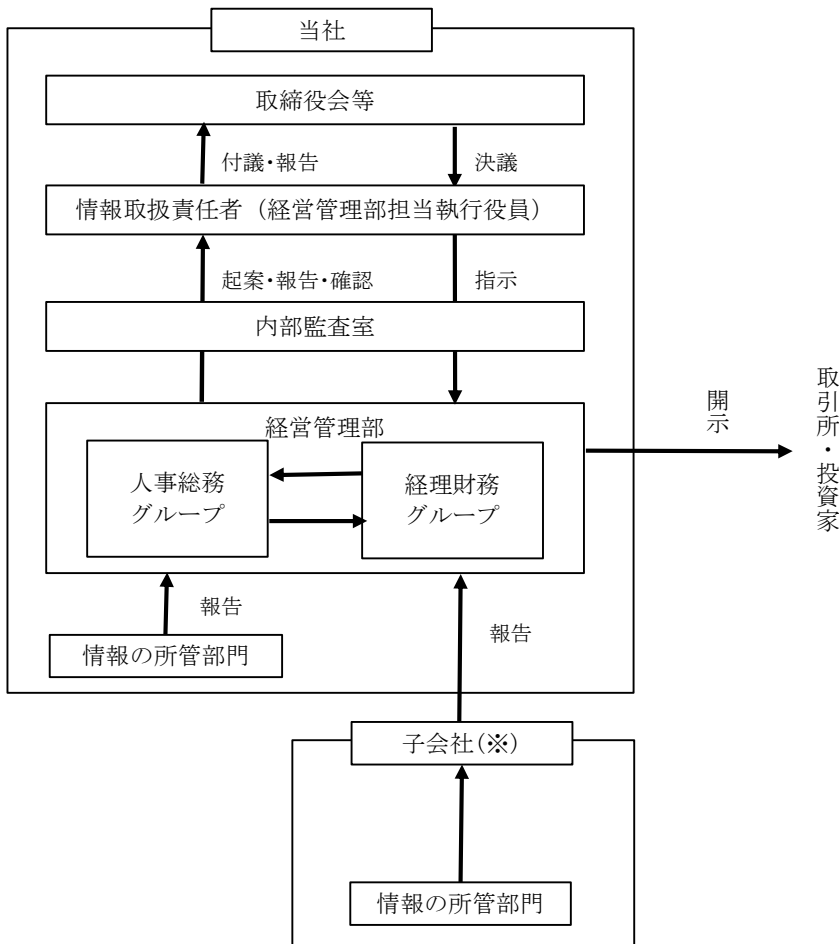 当社
取締役会等
付議・報告
決議
情報取扱責任者（経営管理部担当執行役員）
起案・報告・確認
指示
内部監査室
経営管理部
人事総務
グループ
経理財務
グループ
開示
取引所・投資家
報告
情報の所管部門
報告
子会社(※)
情報の所管部門